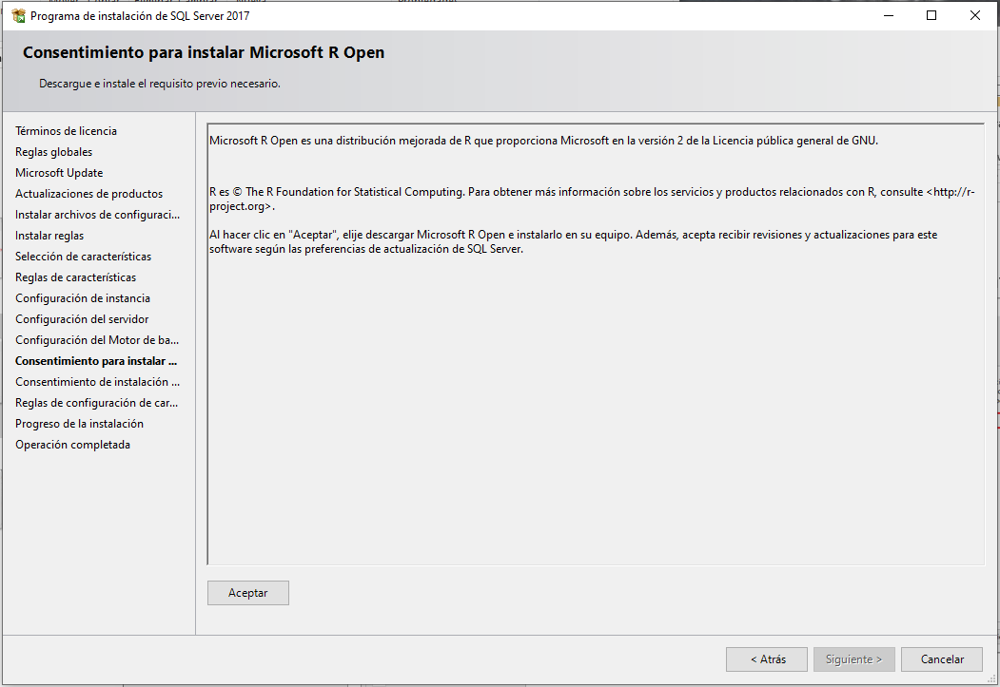 Programa de instalación de SQL Server 2017
Consentimiento para instalar Microsoft R Open
Descargue e instale el requisito previo necesario.
Términos de licencia
Reglas globales
Microsoft Update
Actualizaciones de productos
Instalar archivos de configuraci...
Instalar reglas
Selección de características
Reglas de características
Configuración de instancia
Configuración del servidor
Configuración del Motor de ba...
Consentimiento para instalar ...
Consentimiento de instalación ...
Reglas de configuración de car...
Progreso de la instalación
Operación completada
Microsoft R Open es una distribución mejorada de R que proporciona Microsoft en la versión 2 de la Licencia pública general de GNU.
R es © The R Foundation for Statistical Computing. Para obtener más información sobre los servicios y productos relacionados con R, consulte <http://r-
project.org>.
Al hacer clic en "Aceptar", elije descargar Microsoft R Open e instalarlo en su equipo. Además, acepta recibir revisiones y actualizaciones para este
software según las preferencias de actualización de SQL Server.
Aceptar
< Atrás
Siguiente >
Cancelar